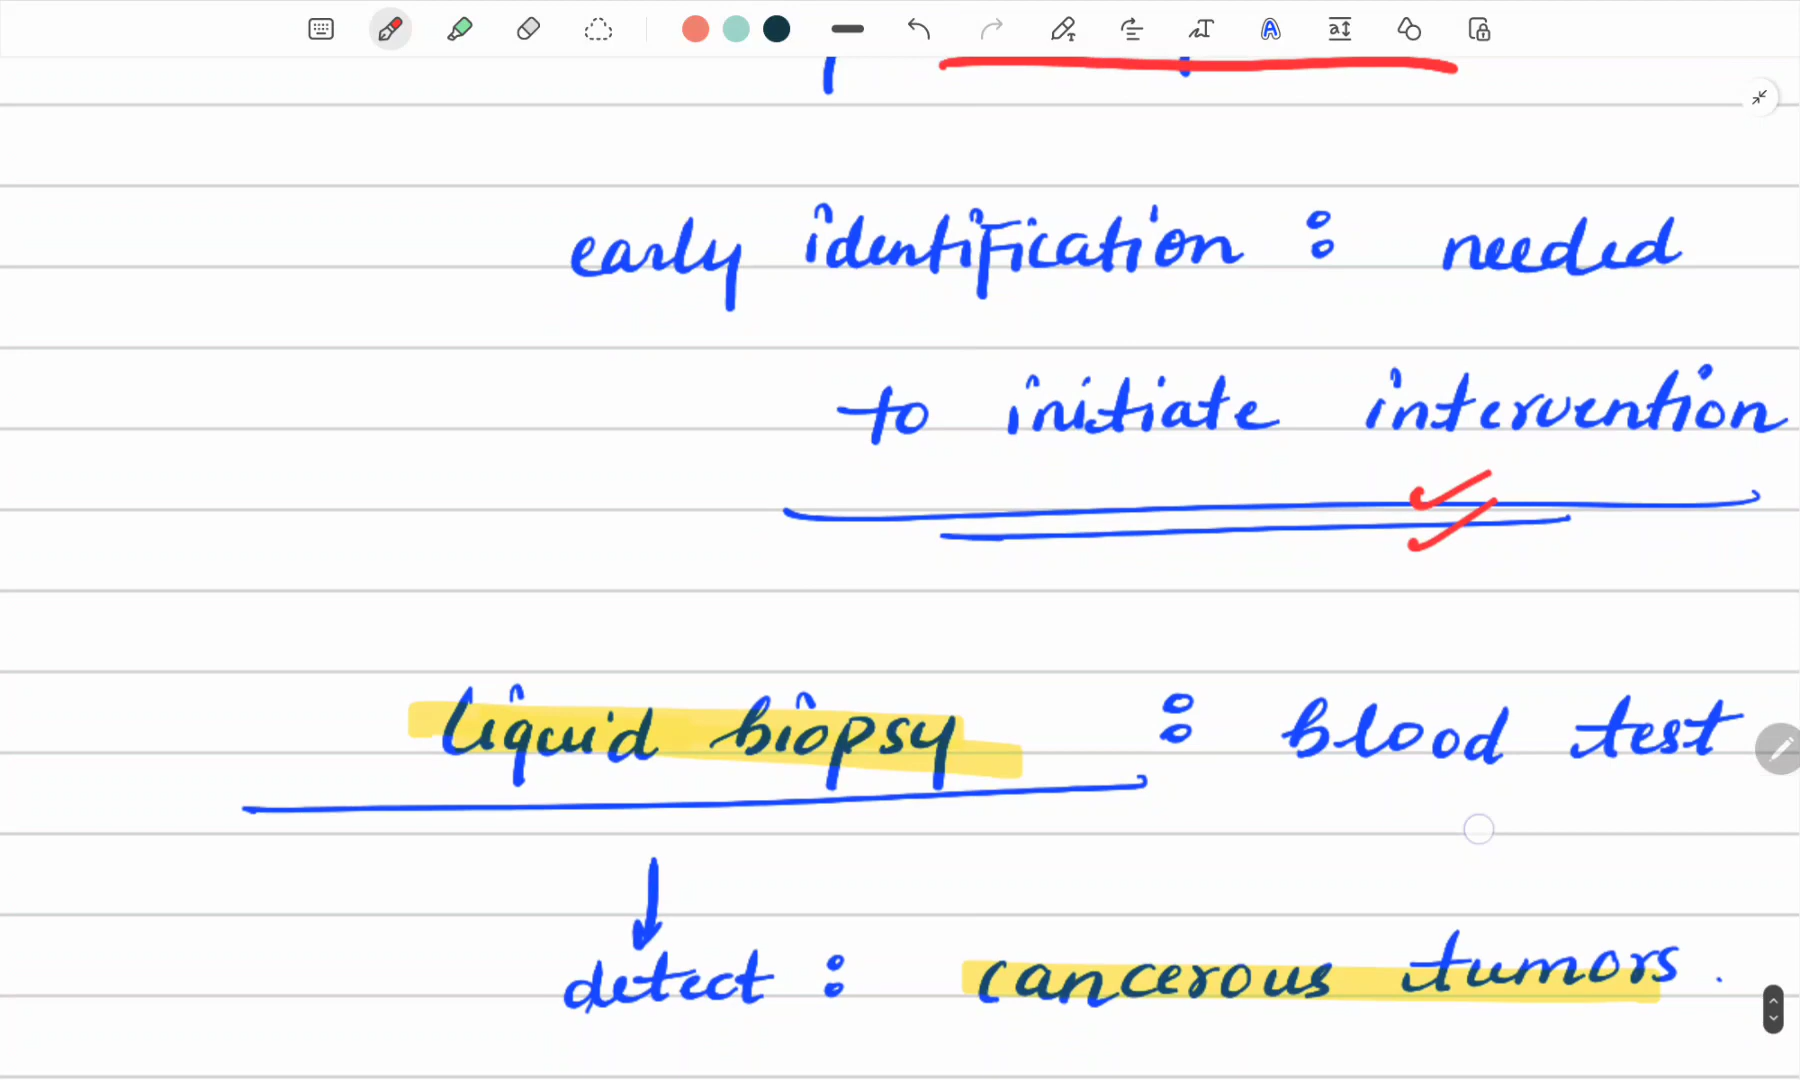 early identification : needed
to initiate intervention
liquid biopsy : blood test
detect : cancerous tumors.